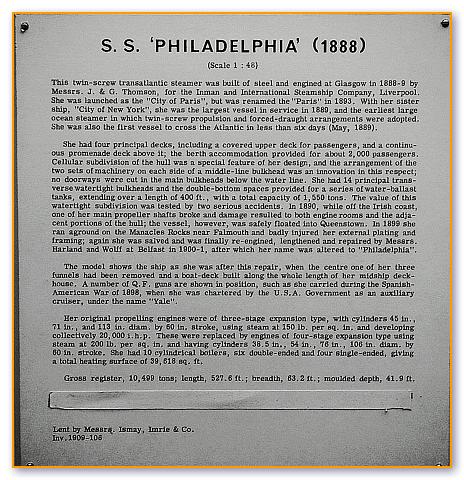 S. S. 'PHILADELPHIA' (1888)
(Scale 1 : 48)
This twin-screw transatlantic steamer was built of steel and engined at Glasgow in 1888-9 by
Messrs. J. & G. Thomson, for the Inman and International Steamship Company, Liverpool.
She was launched as the "City of Paris", but was renamed the "Paris" in 1893. With her sister
ship, "City of New York", she was the largest vessel in service in 1889, and the earliest large
ocean steamer in which twin-screw propulsion and forced-draught arrangements were adopted.
She was also the first vessel to cross the Atlantic in less than six days (May, 1889).
She had four principal decks, including a covered upper deck for passengers, and a continu-
ous promenade deck above it; the berth accommodation provided for about 2,000 passengers.
Cellular subdivision of the hull was a special feature of her design, and the arrangement of the
two sets of machinery on each side of a middle-line bulkhead was an innovation in this respect;
no doorways were cut in the main bulkheads below the water line. She had 14 principal trans-
verse watertight bulkheads and the double-bottom spaces provided for a series of water-ballast
tanks, extending over a length of 400 ft., with a total capacity of 1,550 tons. The value of this
watertight subdivision was tested by two serious accidents. In 1890, while off the Irish coast,
one of her main propeller shafts broke and damage resulted to both engine rooms and the adja-
cent portions of the hull; the vessel, however, was safely floated into Queenstown. In 1899 she
ran aground on the Manacles Rocks near Falmouth and badly injured her external plating and
framing; again she was salved and was finally re-engined, lengthened and repaired by Messrs.
Harland and Wolff at Belfast in 1900-1, after which her name was altered to "Philadelphia".
The model shows the ship as she was after this repair, when the centre one of her three
funnels had been removed and a boat-deck built along the whole length of her midship deck-
house. A number of Q.F. guns are shown in position, such as she carried during the Spanish-
American War of 1898, when she was chartered by the U.S.A. Government as an auxiliary
cruiser, under the name "Yale".
Her original propelling engines were of three-stage expansion type, with cylinders 45 in.,
71 in., and 113 in. diam. by 60 in. stroke, using steam at 150 lb. per sq. in. and developing
collectively 20,000 i.h.p. These were replaced by engines of four-stage expansion type using
steam at 200 lb. per sq. in. and having cylinders 38.5 in., 54 in., 76 in., 106 in. diam. by
60 in. stroke. She had 10 cylindrical boilers, six double-ended and four single-ended, giving
a total heating surface of 39,618 sq. ft.
Gross register, 10,499 tons; length, 527.6 ft.; breadth, 63.2 ft.; moulded depth, 41.9 ft.
Lent by Messrs. Ismay, Imrie & Co.
Inv. 1909-106